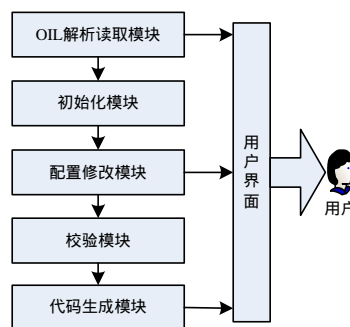 OIL解析读取模块
初始化模块
配置修改模块
校验模块
代码生成模块
用户界面
用户